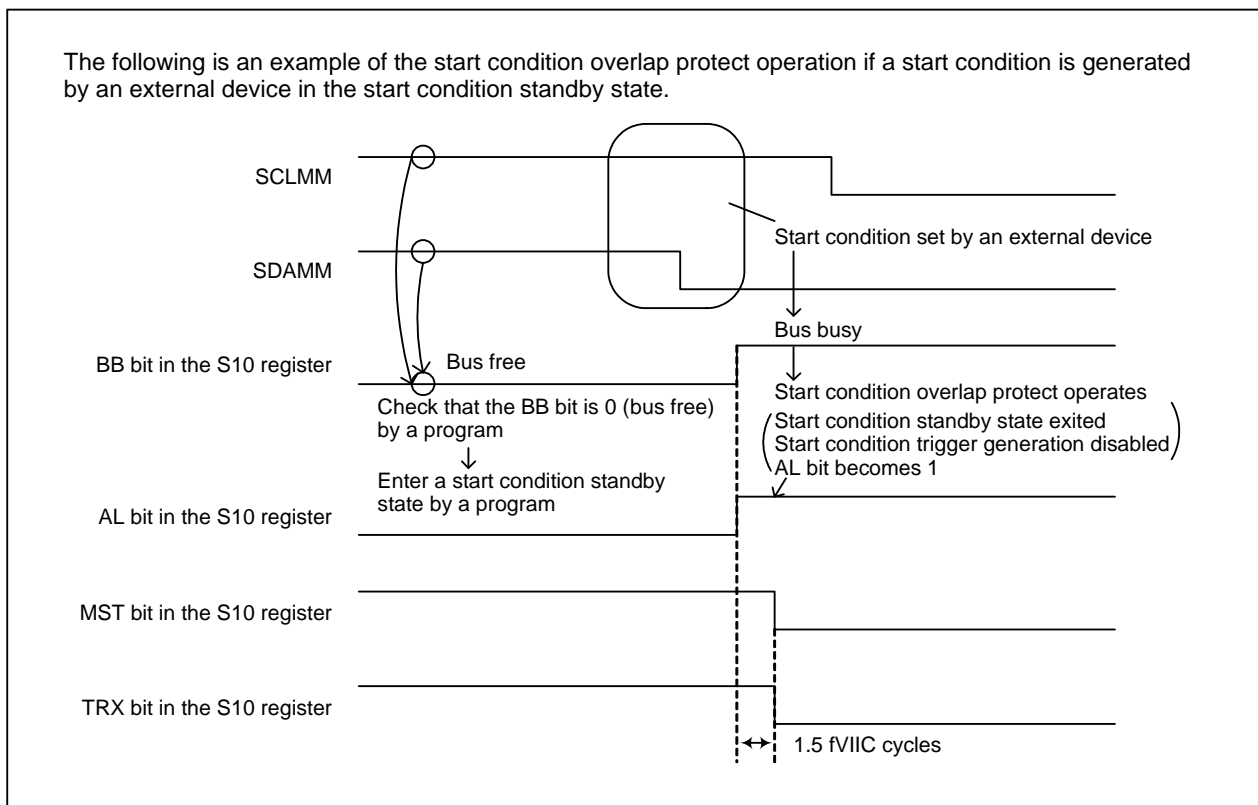 The following is an example of the start condition overlap protect operation if a start condition is generated
by an external device in the start condition standby state.
SCLMM
Start condition set by an external device
SDAMM
Bus busy
BB bit in the S10 register
Bus free
Check that the BB bit is 0 (bus free)
by a program
Enter a start condition standby
state by a program
Start condition overlap protect operates
Start condition standby state exited
Start condition trigger generation disabled
AL bit becomes 1
AL bit in the S10 register
MST bit in the S10 register
TRX bit in the S10 register
1.5 fVIIC cycles